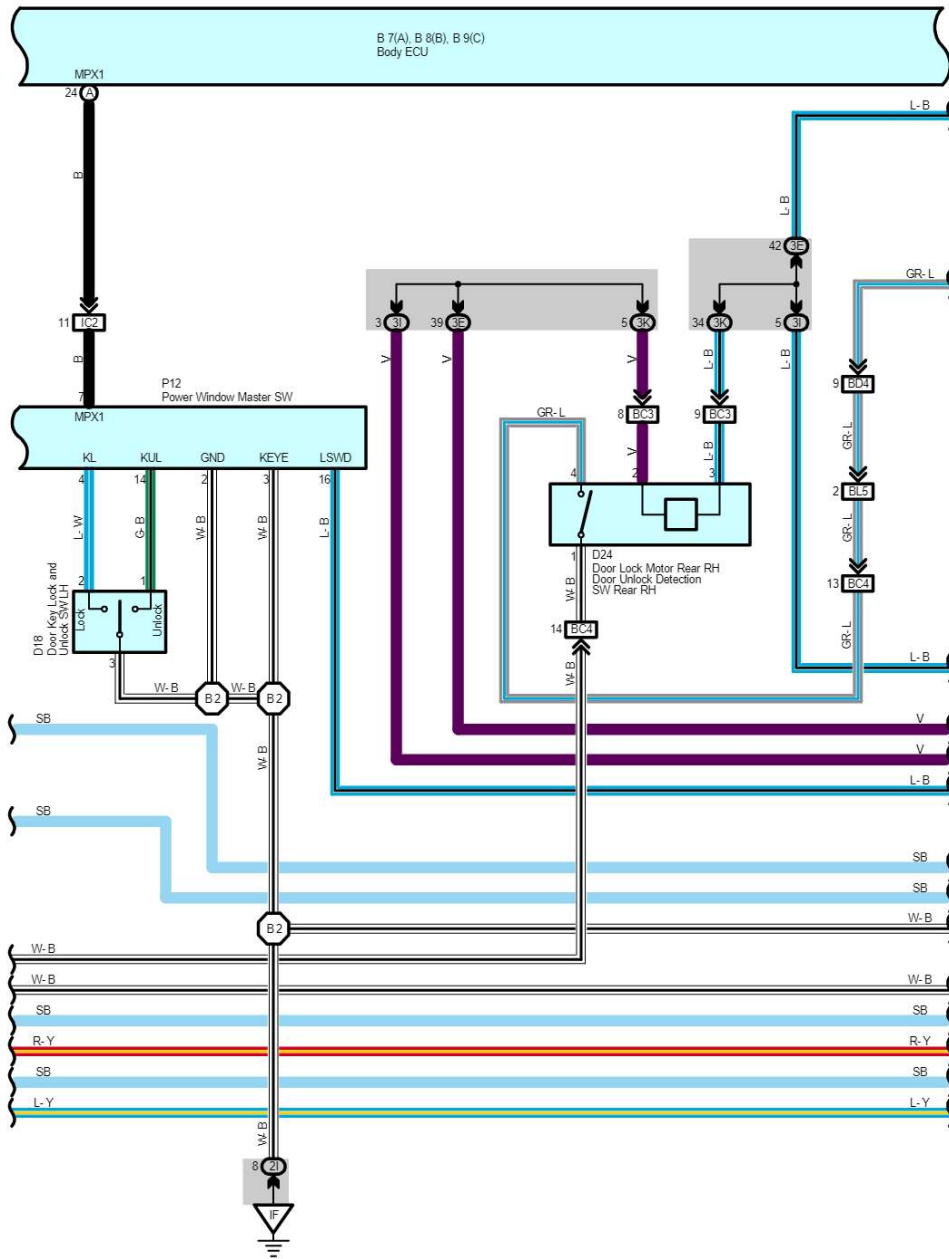 B 7(A), B 8(B), B 9(C)
Body ECU
MPX1
24 A
L- B
B
L- B
42 3E
GR- L
3 3I
39 3E
5 3K
34 3K
5 3I
11 IC2
B
V
V
V
L- B
L- B
9 BD4
7
P12
Power Window Master SW
MPX1
GR- L
8 BC3
9 BC3
GR- L
KL
KUL
GND
KEYE
LSWD
V
L- B
4
14
2
3
16
4
2
3
2 BL5
L- W
G- B
W- B
W- B
L- B
GR- L
2
1
1
D24
Door Lock Motor Rear RH
Door Unlock Detection
SW Rear RH
13 BC4
D18
Door Key Lock and
Unlock SW LH
Lock
Unlock
W- B
14 BC4
GR- L
3
W- B
L- B
W- B
W- B
B 2
B 2
SB
V
W- B
V
L- B
SB
SB
SB
B 2
W- B
W- B
W- B
W- B
SB
SB
R- Y
R- Y
SB
SB
L- Y
L- Y
W- B
8 2I
IF